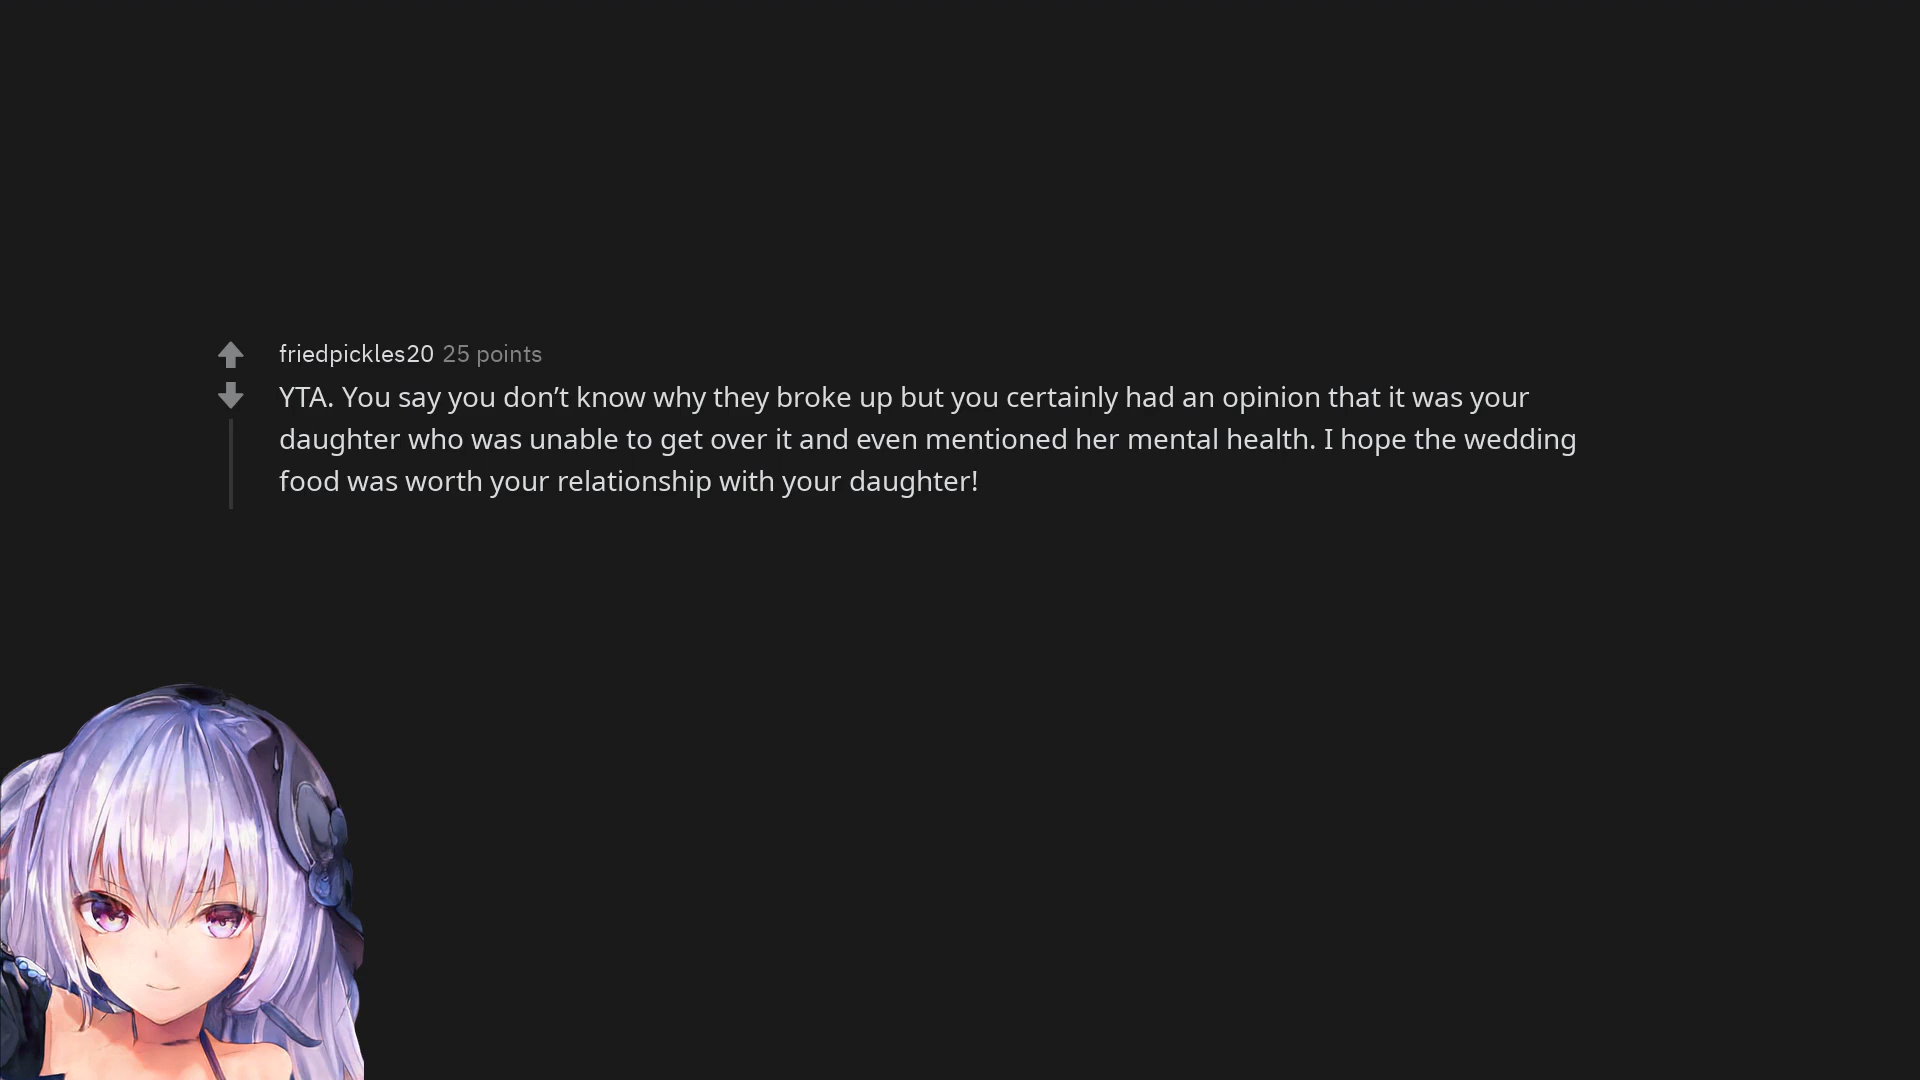 friedpickles20 25 points
YTA. You say you don’t know why they broke up but you certainly had an opinion that it was your
daughter who was unable to get over it and even mentioned her mental health. I hope the wedding
food was worth your relationship with your daughter!